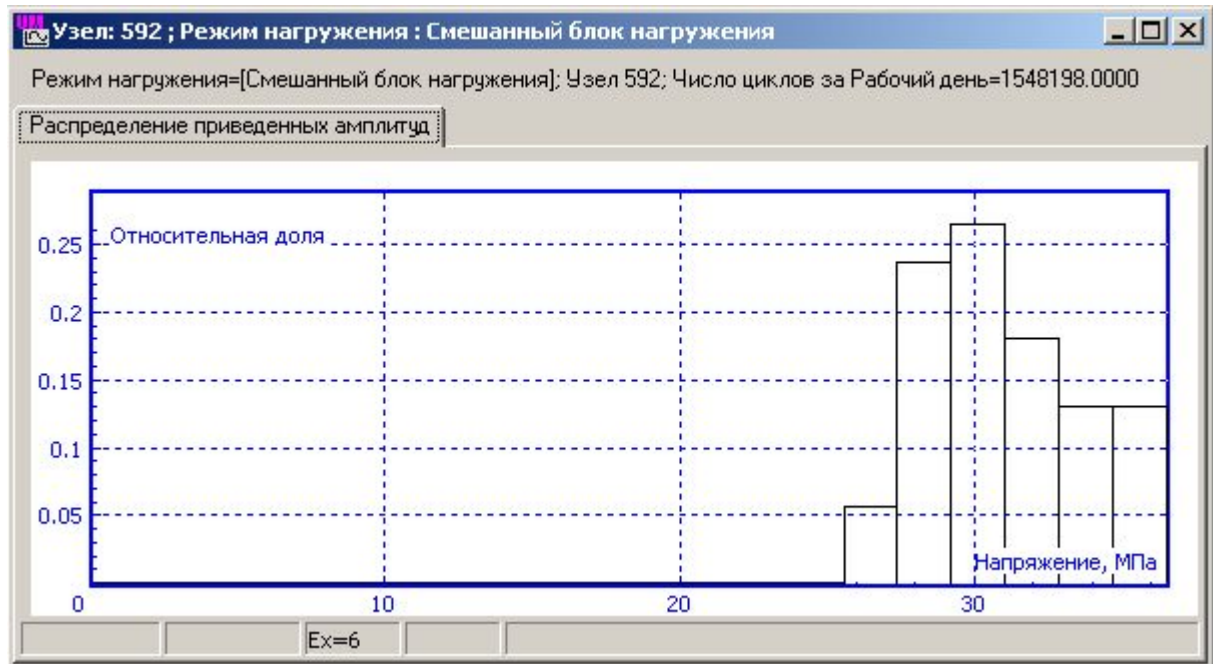 Узел: 592 ; Режим нагружения : Смешанный блок нагружения
Режим нагружения=[Смешанный блок нагружения]; Узел 592; Число циклов за Рабочий день=1548198.0000
Распределение приведенных амплитуд
Относительная доля
0.25
0.2
0.15
0.1
0.05
Напряжение, МПа
0 10 20 30
Ex=6